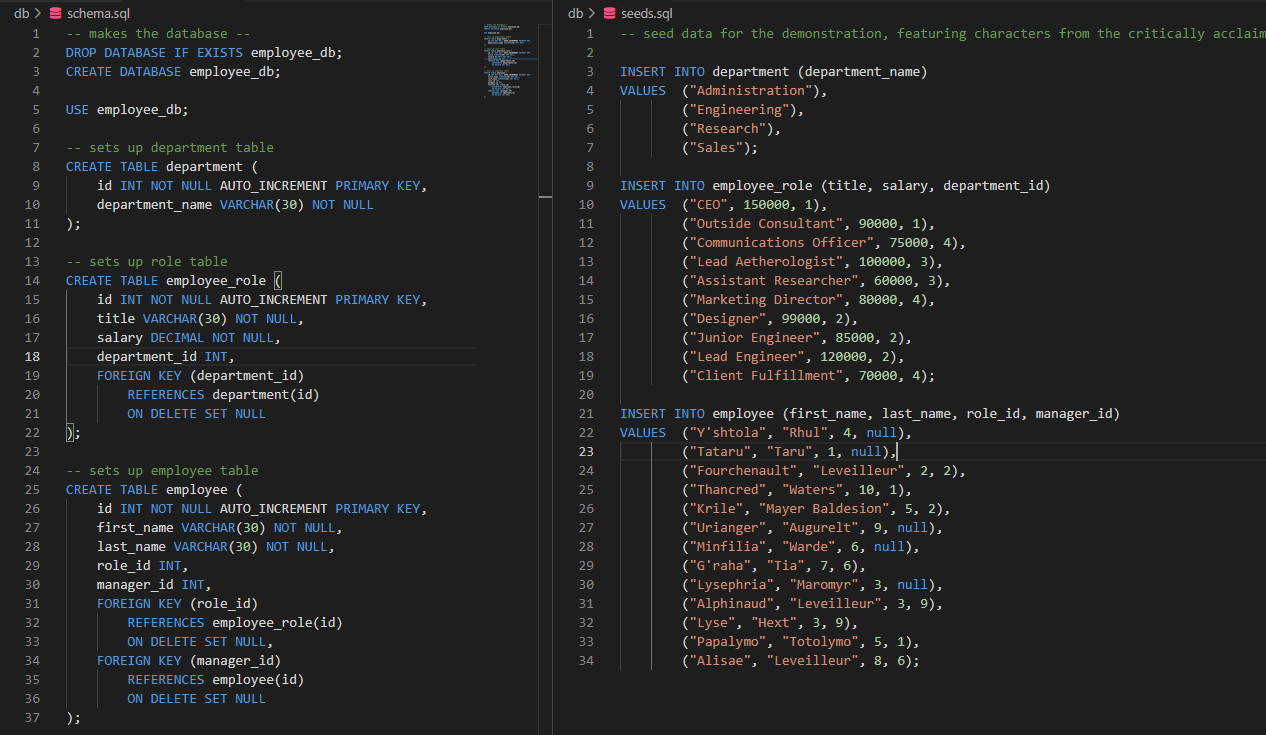 db > schema.sql
1 -- makes the database --
2 DROP DATABASE IF EXISTS employee_db;
3 CREATE DATABASE employee_db;
4
5 USE employee_db;
6
7 -- sets up department table
8 CREATE TABLE department (
9 id INT NOT NULL AUTO_INCREMENT PRIMARY KEY,
10 department_name VARCHAR(30) NOT NULL
11 );
12
13 -- sets up role table
14 CREATE TABLE employee_role (
15 id INT NOT NULL AUTO_INCREMENT PRIMARY KEY,
16 title VARCHAR(30) NOT NULL,
17 salary DECIMAL NOT NULL,
18 department_id INT,
19 FOREIGN KEY (department_id)
20 REFERENCES department(id)
21 ON DELETE SET NULL
22 );
23
24 -- sets up employee table
25 CREATE TABLE employee (
26 id INT NOT NULL AUTO_INCREMENT PRIMARY KEY,
27 first_name VARCHAR(30) NOT NULL,
28 last_name VARCHAR(30) NOT NULL,
29 role_id INT,
30 manager_id INT,
31 FOREIGN KEY (role_id)
32 REFERENCES employee_role(id)
33 ON DELETE SET NULL,
34 FOREIGN KEY (manager_id)
35 REFERENCES employee(id)
36 ON DELETE SET NULL
37 );
db > seeds.sql
1 -- seed data for the demonstration, featuring characters from the critically acclaim
2
3 INSERT INTO department (department_name)
4 VALUES ("Administration"),
5 ("Engineering"),
6 ("Research"),
7 ("Sales");
8
9 INSERT INTO employee_role (title, salary, department_id)
10 VALUES ("CEO", 150000, 1),
11 ("Outside Consultant", 90000, 1),
12 ("Communications Officer", 75000, 4),
13 ("Lead Aetherologist", 100000, 3),
14 ("Assistant Researcher", 60000, 3),
15 ("Marketing Director", 80000, 4),
16 ("Designer", 99000, 2),
17 ("Junior Engineer", 85000, 2),
18 ("Lead Engineer", 120000, 2),
19 ("Client Fulfillment", 70000, 4);
20
21 INSERT INTO employee (first_name, last_name, role_id, manager_id)
22 VALUES ("Y'shtola", "Rhul", 4, null),
23 ("Tataru", "Taru", 1, null),
24 ("Fourchenault", "Leveilleur", 2, 2),
25 ("Thancred", "Waters", 10, 1),
26 ("Krile", "Mayer Baldesion", 5, 2),
27 ("Urianger", "Augurelt", 9, null),
28 ("Minfilia", "Warde", 6, null),
29 ("G'raha", "Tia", 7, 6),
30 ("Lysephria", "Maromyr", 3, null),
31 ("Alphinaud", "Leveilleur", 3, 9),
32 ("Lyse", "Hext", 3, 9),
33 ("Papalymo", "Totolymo", 5, 1),
34 ("Alisae", "Leveilleur", 8, 6);